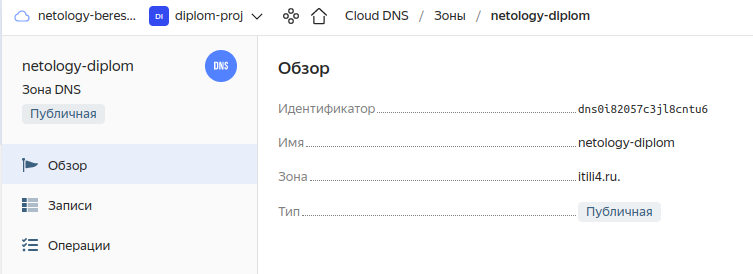 netology-beres... DI diplom-proj Cloud DNS / Зоны / netology-diplom
netology-diplom
DNS
Зона DNS
Публичная
Обзор
Записи
Операции
Обзор
Идентификатор dns0i82057c3jl8cntu6
Имя netology-diplom
Зона itili4.ru.
Тип Публичная